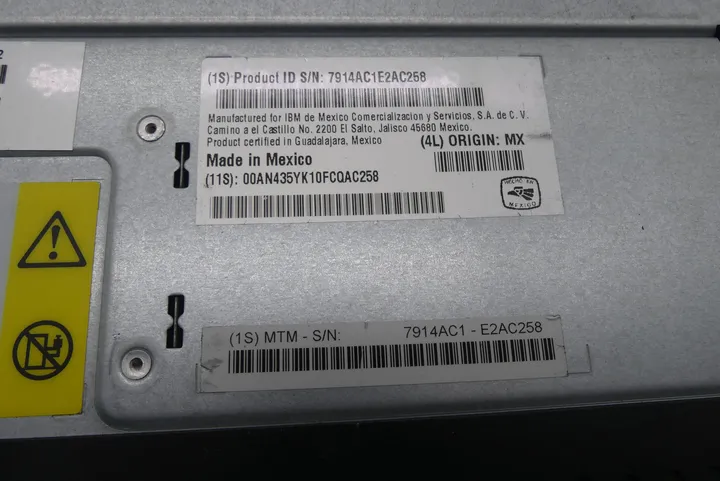 (1S) Product ID S/N: 7914AC1E2AC258
Manufactured for IBM de Mexico Comercializacion y Servicios, S.A. de C. V.
Camino a el Castillo No. 2200 El Salto, Jalisco 45680 Mexico.
Product certified in Guadalajara, Mexico
(4L) ORIGIN: MX
Made in Mexico
(11S): 00AN435YK10FCQAC258
HECHO EN
MEXICO
(1S) MTM - S/N: 7914AC1 - E2AC258